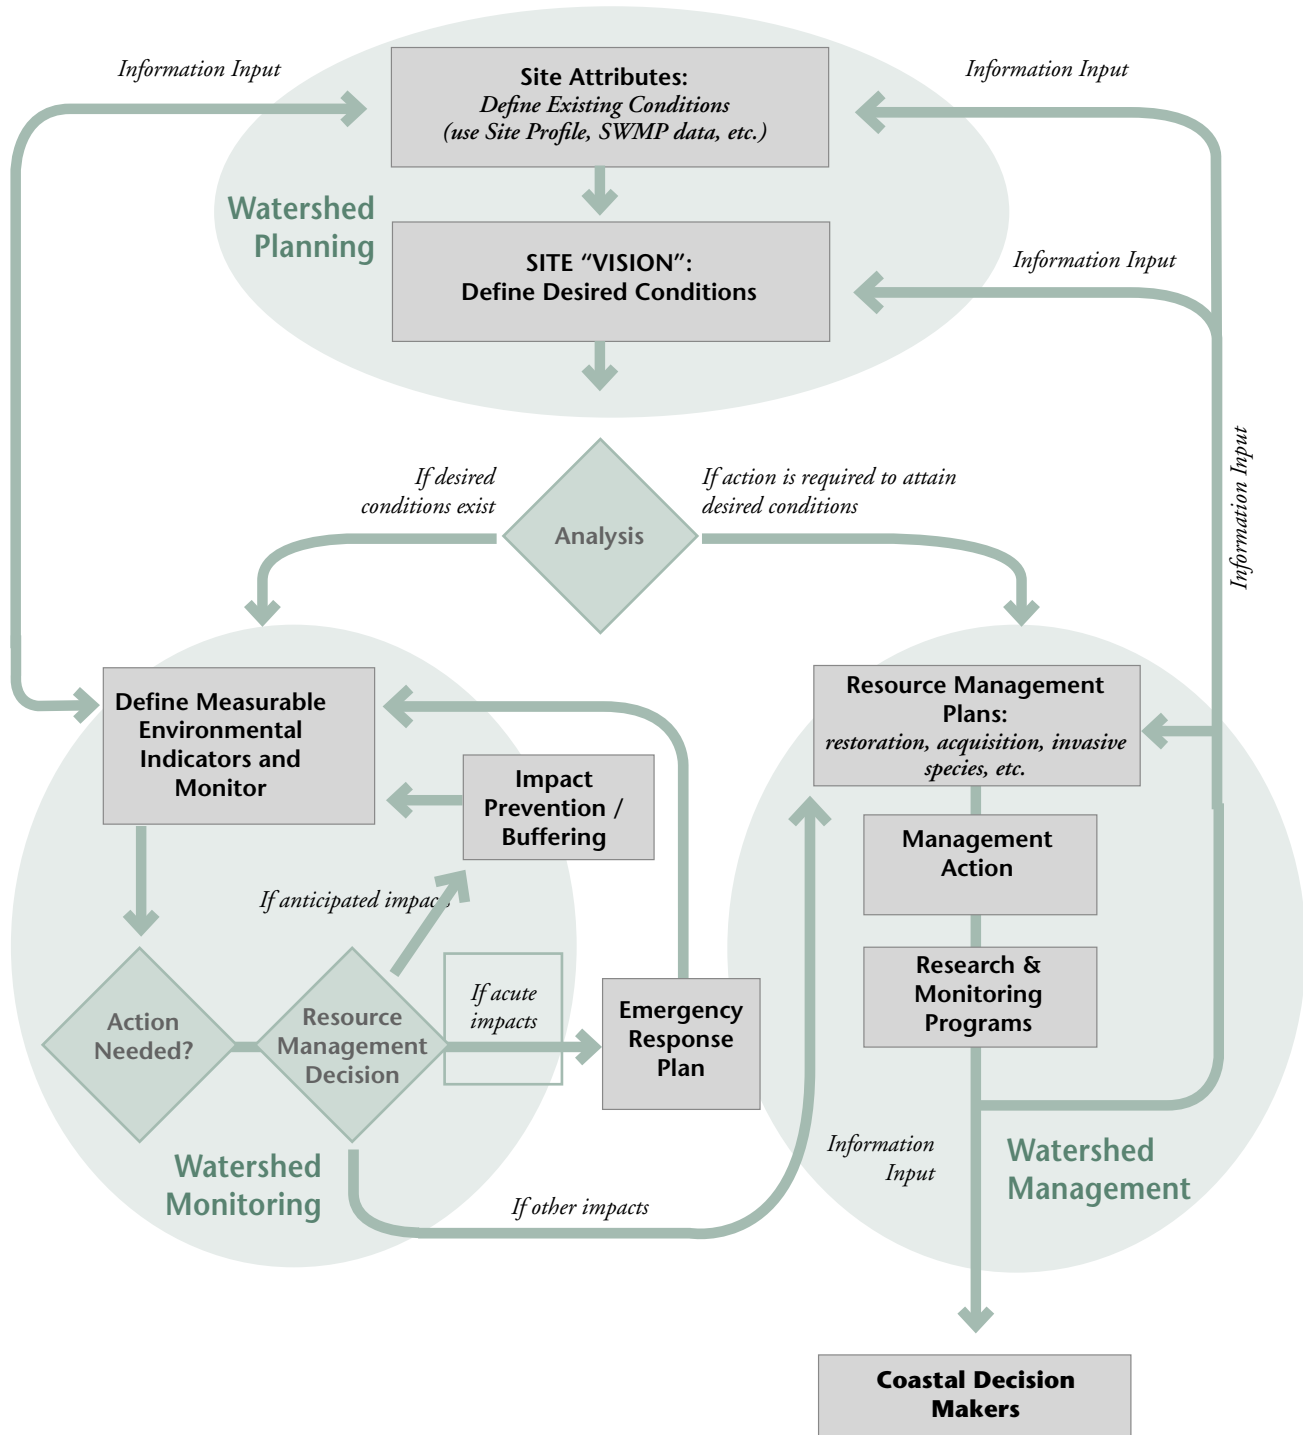 Information Input
Site Attributes:
Define Existing Conditions
(use Site Profile, SWMP data, etc.)
Information Input
Watershed
Planning
SITE “VISION”:
Define Desired Conditions
Information Input
If desired
conditions exist
Analysis
If action is required to attain
desired conditions
Information Input
Define Measurable
Environmental
Indicators and
Monitor
Impact
Prevention /
Buffering
If anticipated impacts
Action
Needed?
Resource
Management
Decision
If acute
impacts
Emergency
Response
Plan
Watershed
Monitoring
If other impacts
Resource Management
Plans:
restoration, acquisition, invasive
species, etc.
Management
Action
Research &
Monitoring
Programs
Information
Input
Watershed
Management
Coastal Decision
Makers